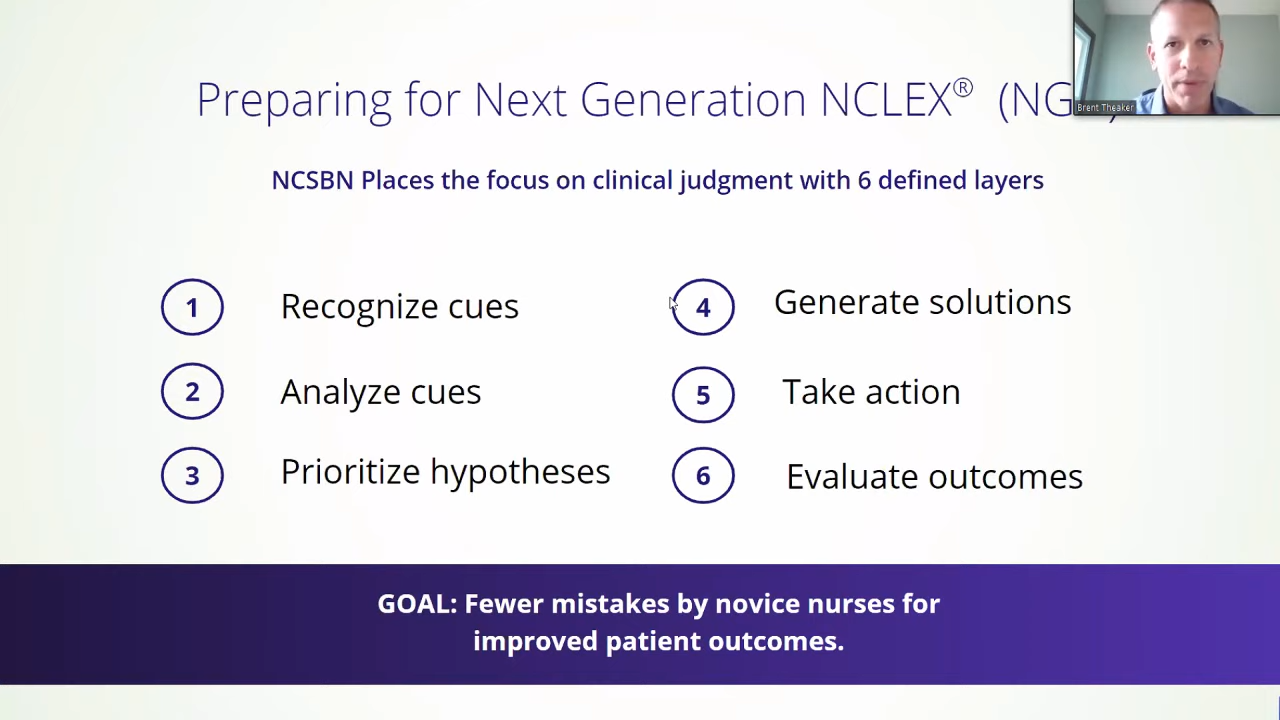 Preparing for Next Generation NCLEX® (NG
Brent Theaker
NCSBN Places the focus on clinical judgment with 6 defined layers
1 Recognize cues
2 Analyze cues
3 Prioritize hypotheses
4 Generate solutions
5 Take action
6 Evaluate outcomes
GOAL: Fewer mistakes by novice nurses for
improved patient outcomes.